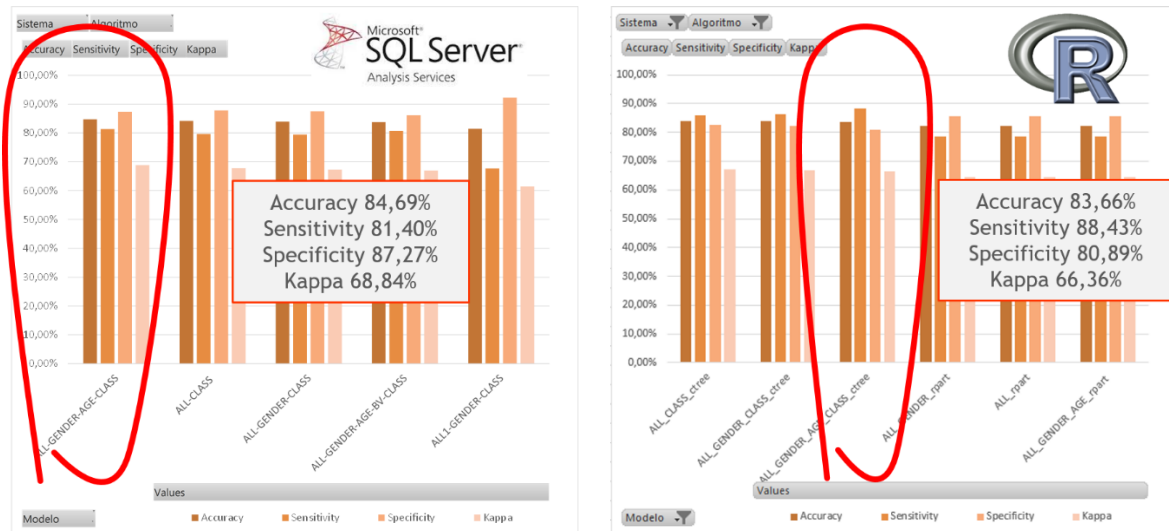 Sistema Algoritmo
Accuracy Sensitivity Specificity Kappa
Microsoft®
SQL Server®
Analysis Services
100,00%
90,00%
80,00%
70,00%
60,00%
50,00%
40,00%
30,00%
20,00%
10,00%
0,00%
Accuracy 84,69%
Sensitivity 81,40%
Specificity 87,27%
Kappa 68,84%
ALL-GENDER-AGE-CLASS
ALL-CLASS
ALL-GENDER-CLASS
ALL-GENDER-AGE-BV-CLASS
ALL1-GENDER-CLASS
Values
Modelo
Accuracy Sensitivity Specificity Kappa
Sistema Algoritmo
Accuracy Sensitivity Specificity Kappa
R
100,00%
90,00%
80,00%
70,00%
60,00%
50,00%
40,00%
30,00%
20,00%
10,00%
0,00%
Accuracy 83,66%
Sensitivity 88,43%
Specificity 80,89%
Kappa 66,36%
ALL_CLASS_ctree
ALL_GENDER_CLASS_ctree
ALL_GENDER_AGE_CLASS_ctree
ALL_GENDER_rpart
ALL_rpart
ALL_GENDER_AGE_rpart
Values
Modelo
Accuracy Sensitivity Specificity Kappa